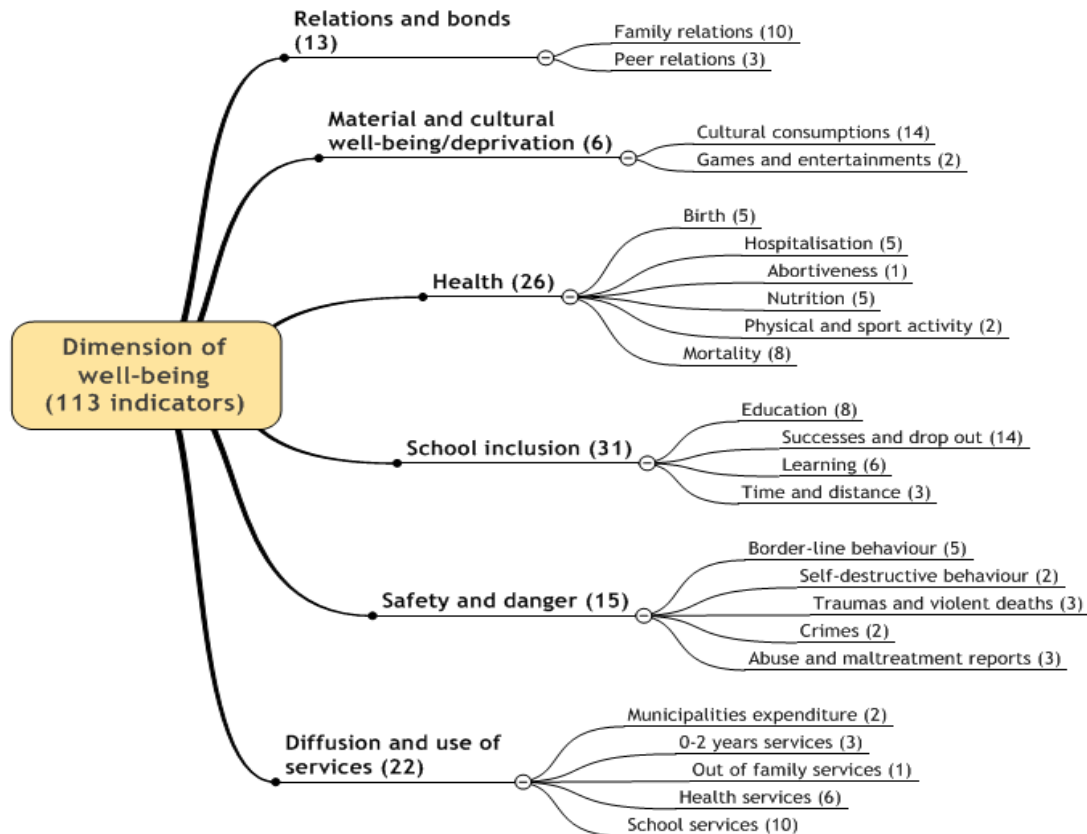 Dimension of
well-being
(113 indicators)
Relations and bonds
(13)
Family relations (10)
Peer relations (3)
Material and cultural
well-being/deprivation (6)
Cultural consumptions (14)
Games and entertainments (2)
Health (26)
Birth (5)
Hospitalisation (5)
Abortiveness (1)
Nutrition (5)
Physical and sport activity (2)
Mortality (8)
School inclusion (31)
Education (8)
Successes and drop out (14)
Learning (6)
Time and distance (3)
Safety and danger (15)
Border-line behaviour (5)
Self-destructive behaviour (2)
Traumas and violent deaths (3)
Crimes (2)
Abuse and maltreatment reports (3)
Diffusion and use of
services (22)
Municipalities expenditure (2)
0-2 years services (3)
Out of family services (1)
Health services (6)
School services (10)